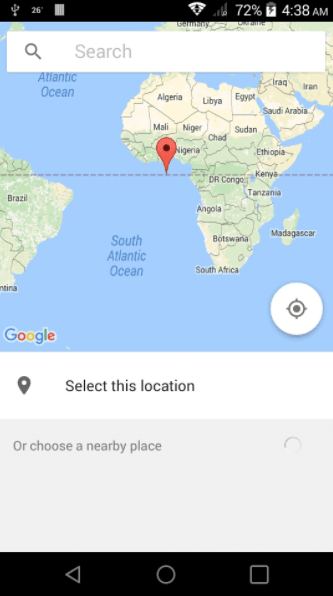 26°
72%
4:38 AM
Search
Germany
Ukraine
Atlantic
Ocean
Iraq
Iran
Algeria
Libya
Egypt
Saudi Arabia
Mali
Niger
Chad
Sudan
Nigeria
Ethiopia
DR Congo
Kenya
Tanzania
Brazil
Angola
South
Atlantic
Ocean
Botswana
Madagascar
South Africa
ntina
Google
Select this location
Or choose a nearby place